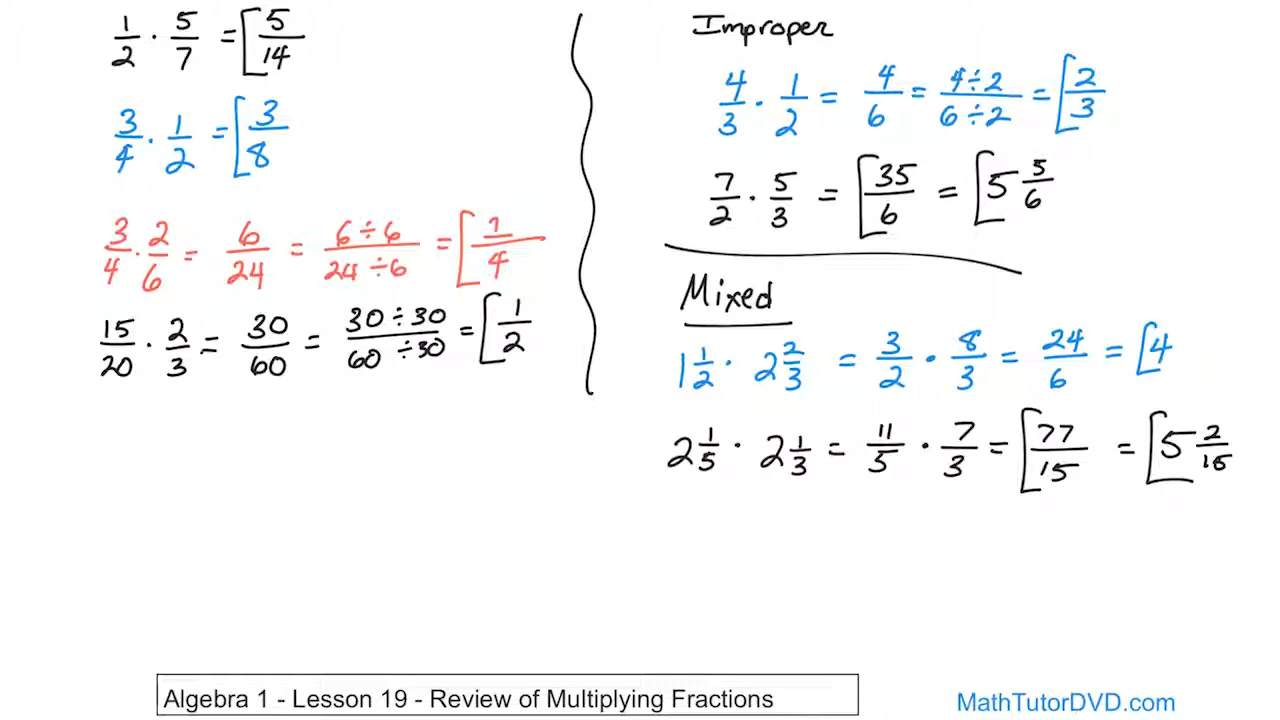 1/2 · 5/7 = [5/14
3/4 · 1/2 = [3/8
3/4 · 2/6 = 6/24 = 6÷6/24÷6 = [1/4
15/20 · 2/3 = 30/60 = 30÷30/60÷30 = [1/2
Improper
4/3 · 1/2 = 4/6 = 4÷2/6÷2 = [2/3
7/2 · 5/3 = [35/6 = [5 5/6
Mixed
1 1/2 · 2 2/3 = 3/2 · 8/3 = 24/6 = [4
2 1/5 · 2 1/3 = 11/5 · 7/3 = [77/15 = [5 2/15
Algebra 1 - Lesson 19 - Review of Multiplying Fractions
MathTutorDVD.com